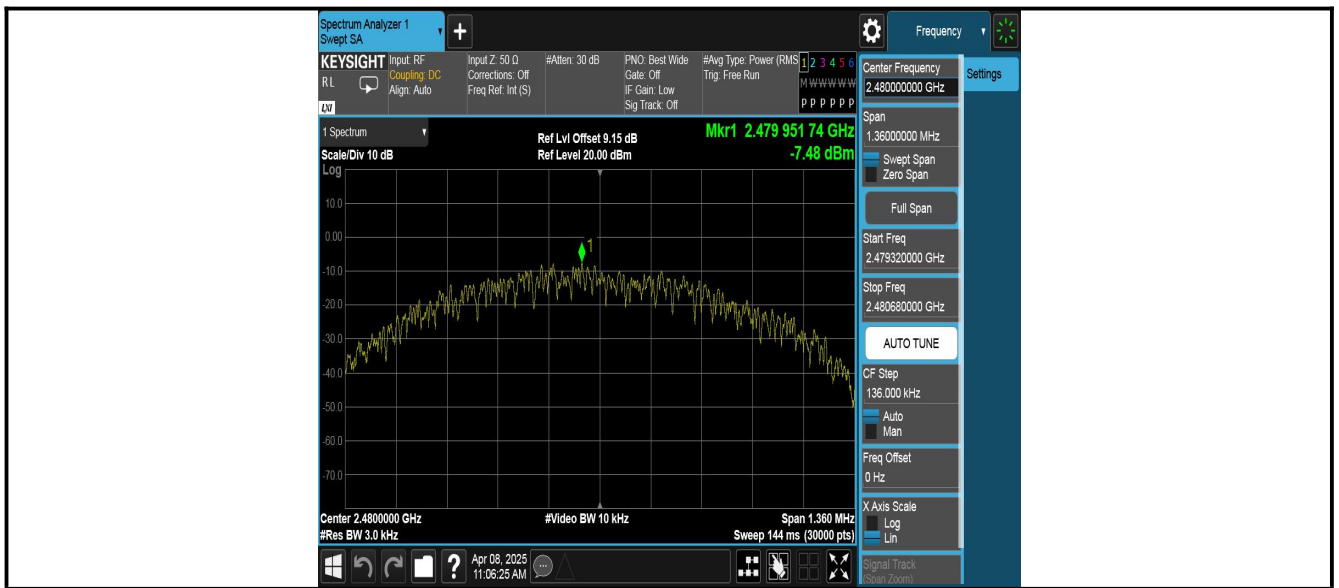 Spectrum Analyzer 1
Swept SA
+
Frequency
KEYSIGHT
RL
LXI
Input: RF
Coupling: DC
Align: Auto
Input Z: 50 Ω
Corrections: Off
Freq Ref: Int (S)
#Atten: 30 dB
PNO: Best Wide
Gate: Off
IF Gain: Low
Sig Track: Off
#Avg Type: Power (RMS
Trig: Free Run
1 2 3 4 5 6
M W W W W W
P P P P P P
1 Spectrum
Scale/Div 10 dB
Ref Lvl Offset 9.15 dB
Ref Level 20.00 dBm
Mkr1 2.479 951 74 GHz
-7.48 dBm
Log
10.0
0.00
-10.0
-20.0
-30.0
-40.0
-50.0
-60.0
-70.0
1
Center 2.4800000 GHz
#Res BW 3.0 kHz
#Video BW 10 kHz
Span 1.360 MHz
Sweep 144 ms (30000 pts)
?
Apr 08, 2025
11:06:25 AM
Center Frequency
2.480000000 GHz
Settings
Span
1.36000000 MHz
Swept Span
Zero Span
Full Span
Start Freq
2.479320000 GHz
Stop Freq
2.480680000 GHz
AUTO TUNE
CF Step
136.000 kHz
Auto
Man
Freq Offset
0 Hz
X Axis Scale
Log
Lin
Signal Track
(Span Zoom)